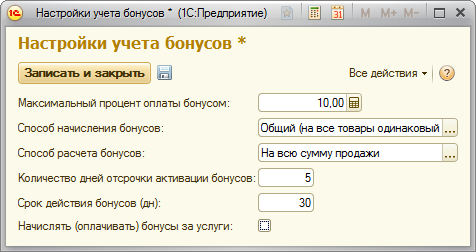 Настройки учета бонусов * (1С:Предприятие)
M M+ M-
Настройки учета бонусов *
Записать и закрыть Все действия ?
Максимальный процент оплаты бонусом: 10,00
Способ начисления бонусов: Общий (на все товары одинаковый ...
Способ расчета бонусов: На всю сумму продажи ...
Количество дней отсрочки активации бонусов: 5
Срок действия бонусов (дн): 30
Начислять (оплачивать) бонусы за услуги: